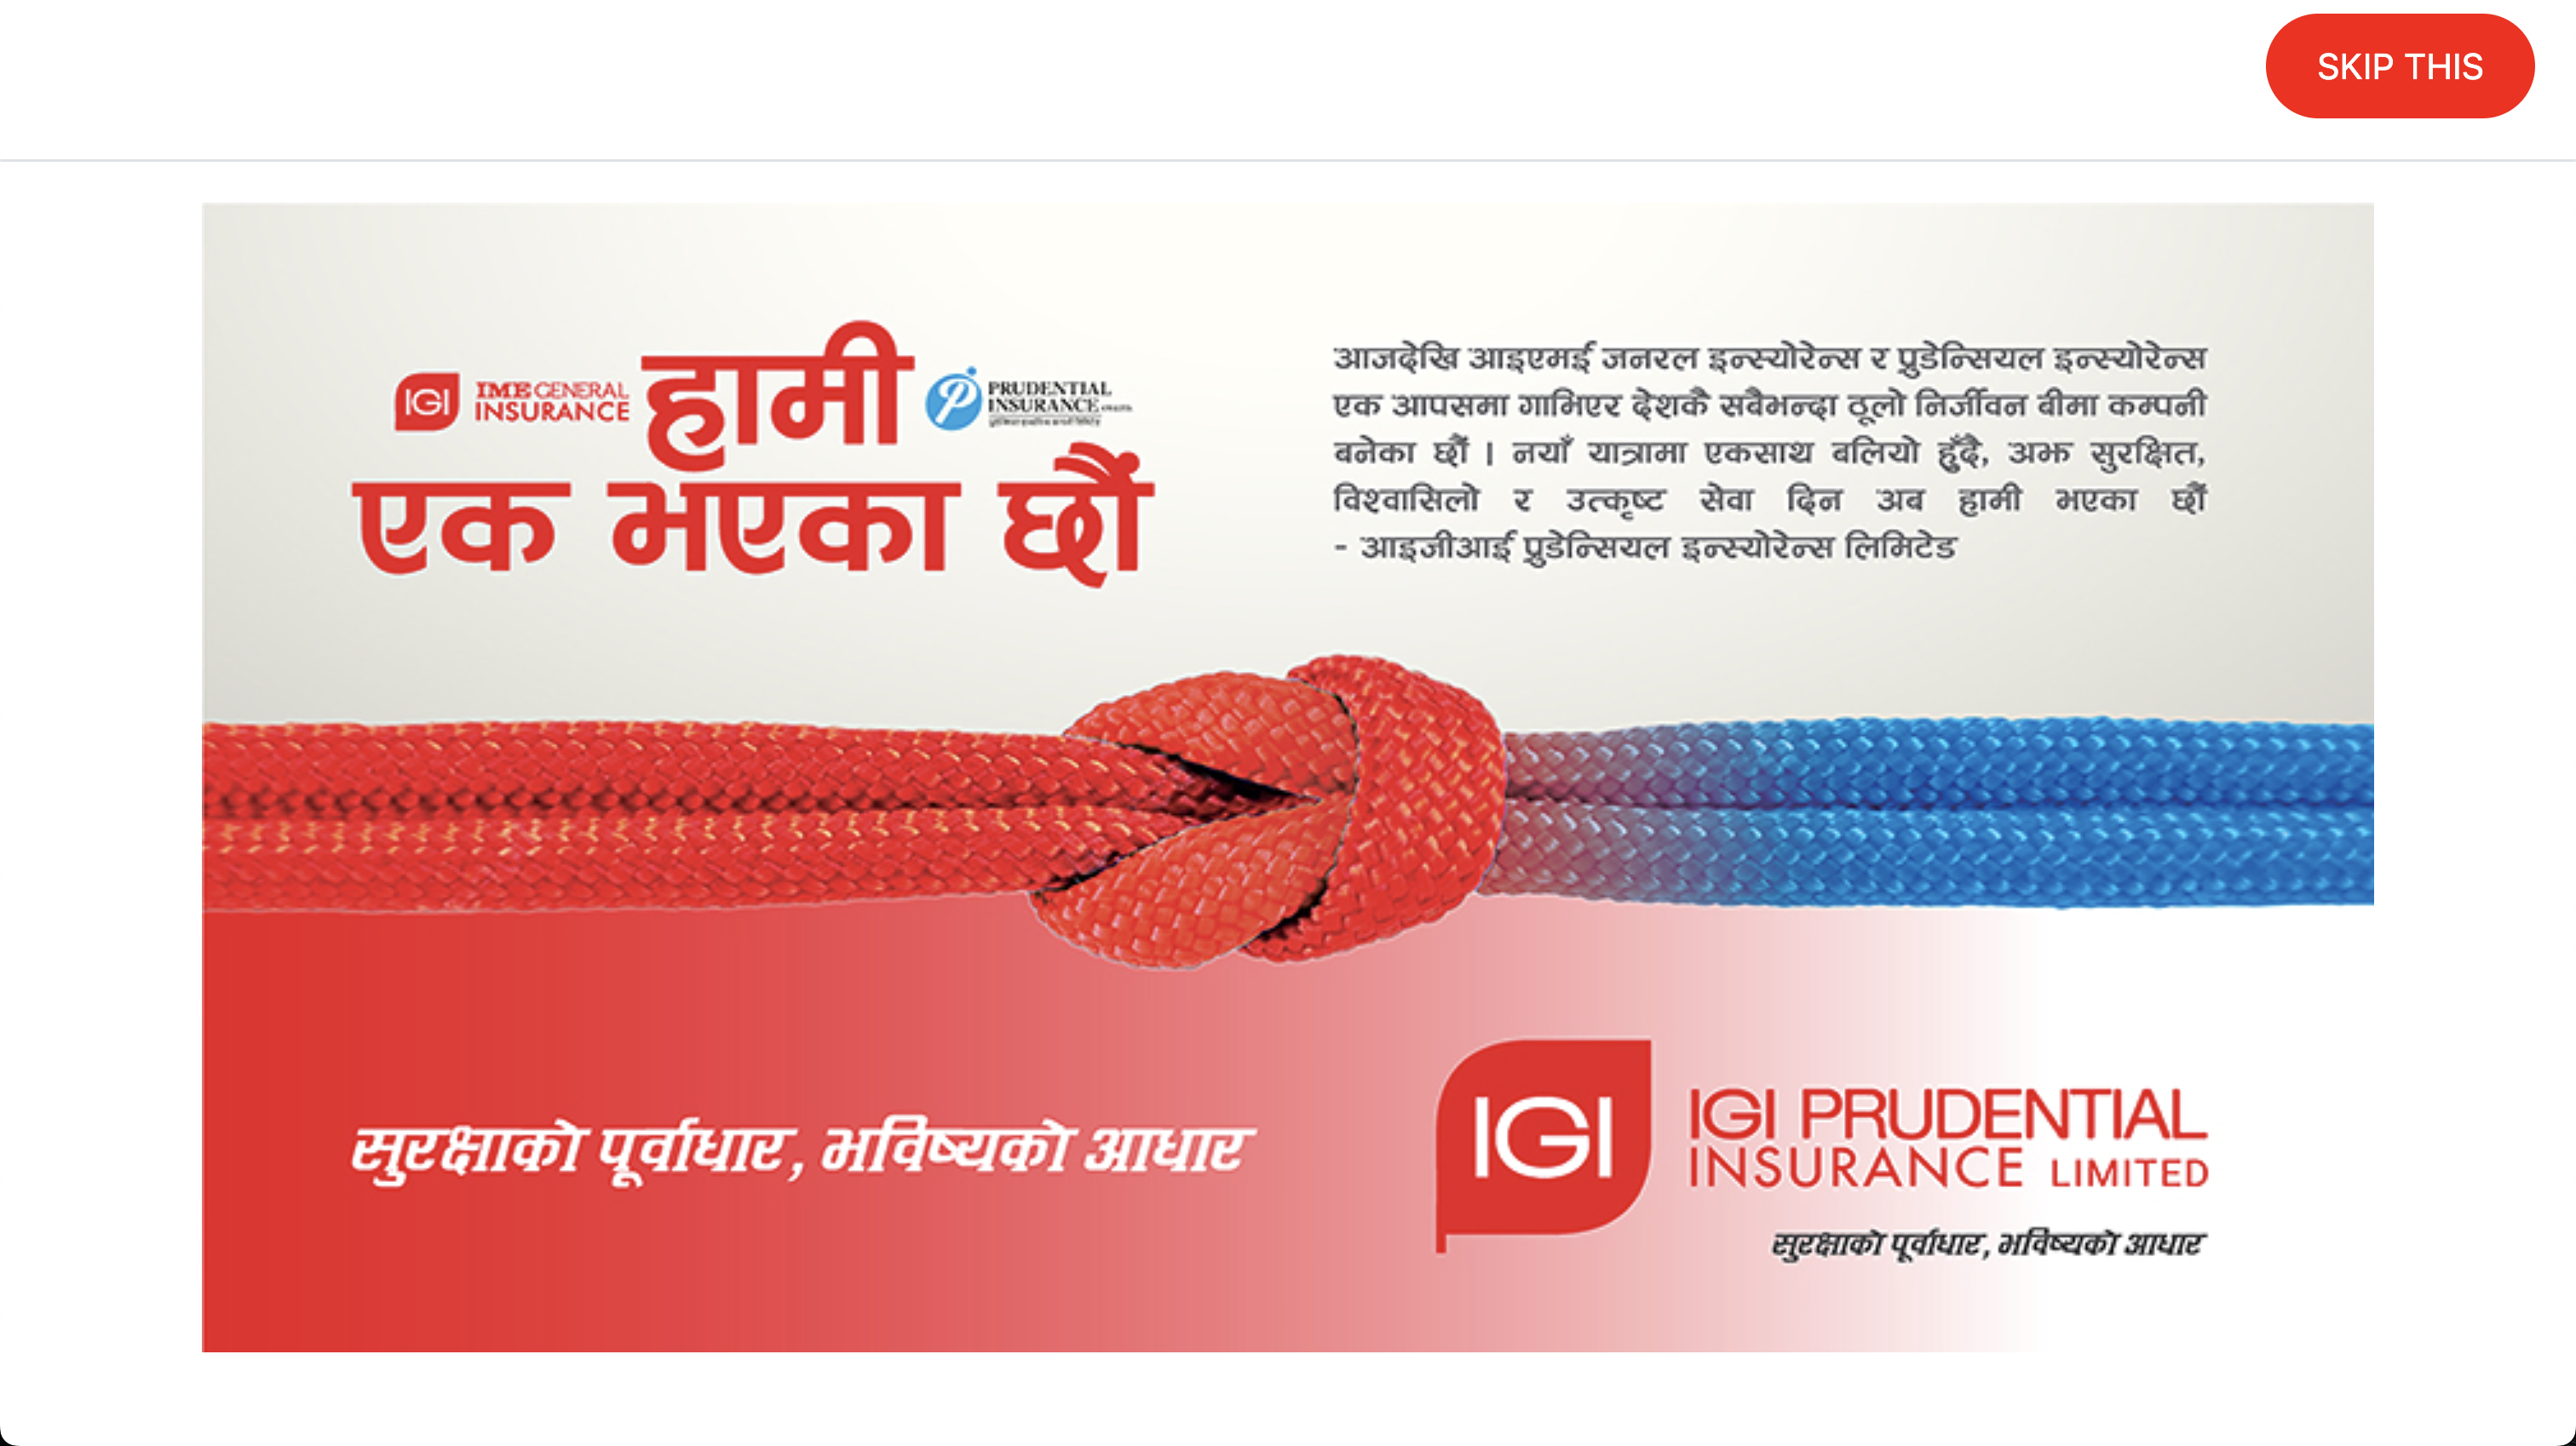 SKIP THIS
IGI IME GENERAL INSURANCE हामी PRUDENTIAL INSURANCE
एक भएका छौं
आजदेखि आइएमई जनरल इन्स्योरेन्स र प्रुडेन्सियल इन्स्योरेन्स
एक आपसमा गाभिएर देशकै सबैभन्दा ठूलो निर्जीवन बीमा कम्पनी
बनेका छौं । नयाँ यात्रामा एकसाथ बलियो हुँदै, अझ सुरक्षित,
विश्वासिलो र उत्कृष्ट सेवा दिन अब हामी भएका छौं
- आइजीआई प्रुडेन्सियल इन्स्योरेन्स लिमिटेड
सुरक्षाको पूर्वाधार, भविष्यको आधार
IGI
IGI PRUDENTIAL
INSURANCE LIMITED
सुरक्षाको पूर्वाधार, भविष्यको आधार